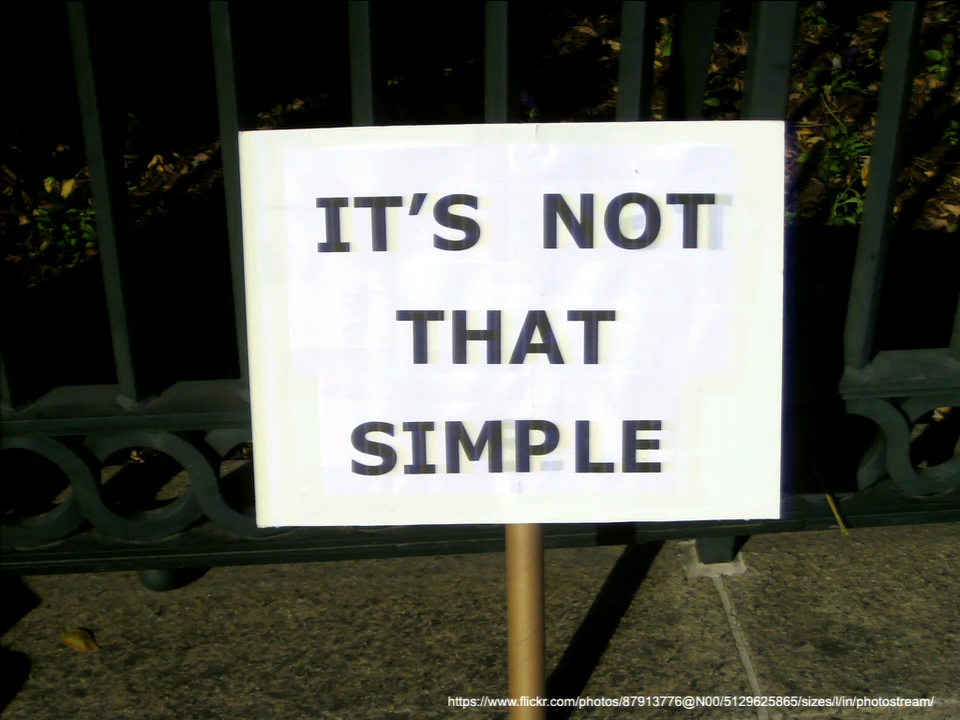 IT'S NOT
THAT
SIMPLE
https://www.flickr.com/photos/87913776@N00/5129625865/sizes/l/in/photostream/